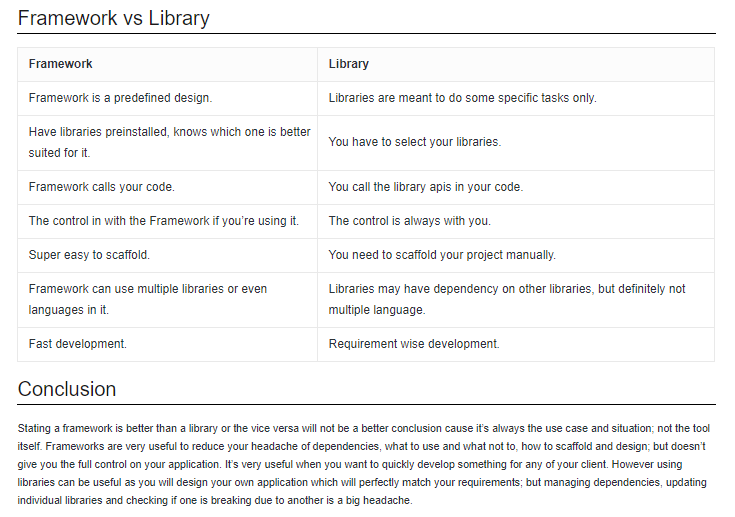 Framework vs Library
Framework Library
Framework is a predefined design. Libraries are meant to do some specific tasks only.
Have libraries preinstalled, knows which one is better
suited for it.
You have to select your libraries.
Framework calls your code. You call the library apis in your code.
The control in with the Framework if you’re using it. The control is always with you.
Super easy to scaffold. You need to scaffold your project manually.
Framework can use multiple libraries or even
languages in it.
Libraries may have dependency on other libraries, but definitely not
multiple language.
Fast development. Requirement wise development.
Conclusion
Stating a framework is better than a library or the vice versa will not be a better conclusion cause it’s always the use case and situation; not the tool
itself. Frameworks are very useful to reduce your headache of dependencies, what to use and what not to, how to scaffold and design; but doesn’t
give you the full control on your application. It’s very useful when you want to quickly develop something for any of your client. However using
libraries can be useful as you will design your own application which will perfectly match your requirements; but managing dependencies, updating
individual libraries and checking if one is breaking due to another is a big headache.